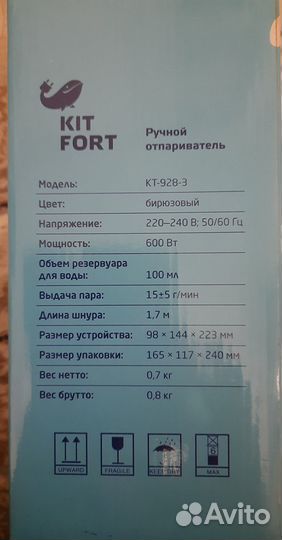 KIT
FORT
Ручной
отпариватель
Модель: КТ-928-3
Цвет: бирюзовый
Напряжение: 220–240 В; 50/60 Гц
Мощность: 600 Вт
Объем резервуара
для воды: 100 мл
Выдача пара: 15±5 г/мин
Длина шнура: 1,7 м
Размер устройства: 98 × 144 × 223 мм
Размер упаковки: 165 × 117 × 240 мм
Вес нетто: 0,7 кг
Вес брутто: 0,8 кг
UPWARD FRAGILE KEEP DRY MAX
6
Avito